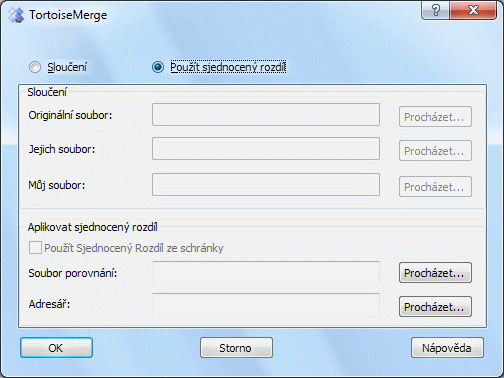 TortoiseMerge
Sloučení Použít sjednocený rozdíl
Sloučení
Originální soubor: Procházet...
Jejich soubor: Procházet...
Můj soubor: Procházet...
Aplikovat sjednocený rozdíl
Použít Sjednocený Rozdíl ze schránky
Soubor porovnání: Procházet...
Adresář: Procházet...
OK Storno Nápověda